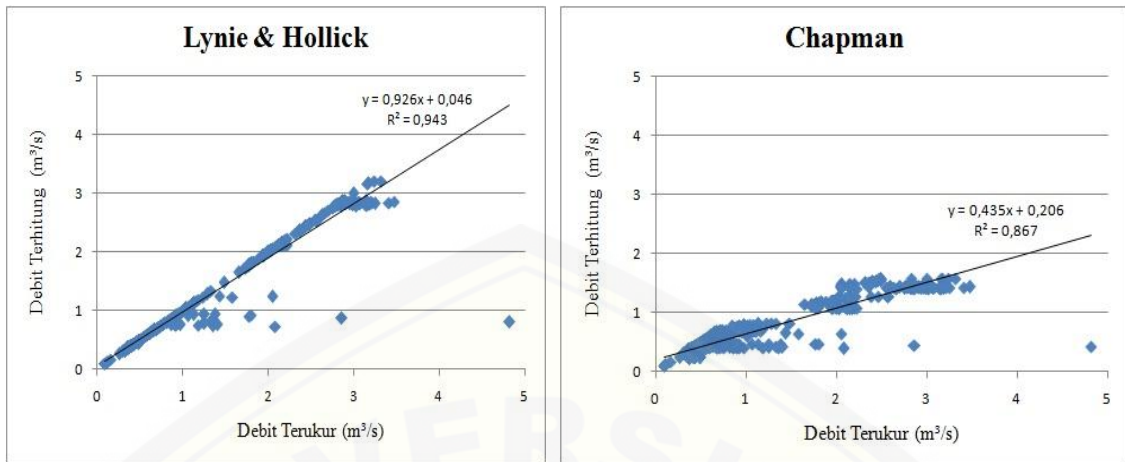 Lynie & Hollick
5
4
3
2
1
0
0
1
2
3
4
5
y = 0,926x + 0,046
R² = 0,943
Debit Terhitung (m³/s)
Debit Terukur (m³/s)
Chapman
5
4
3
2
1
0
0
1
2
3
4
5
y = 0,435x + 0,206
R² = 0,867
Debit Terhitung (m³/s)
Debit Terukur (m³/s)
VERSI